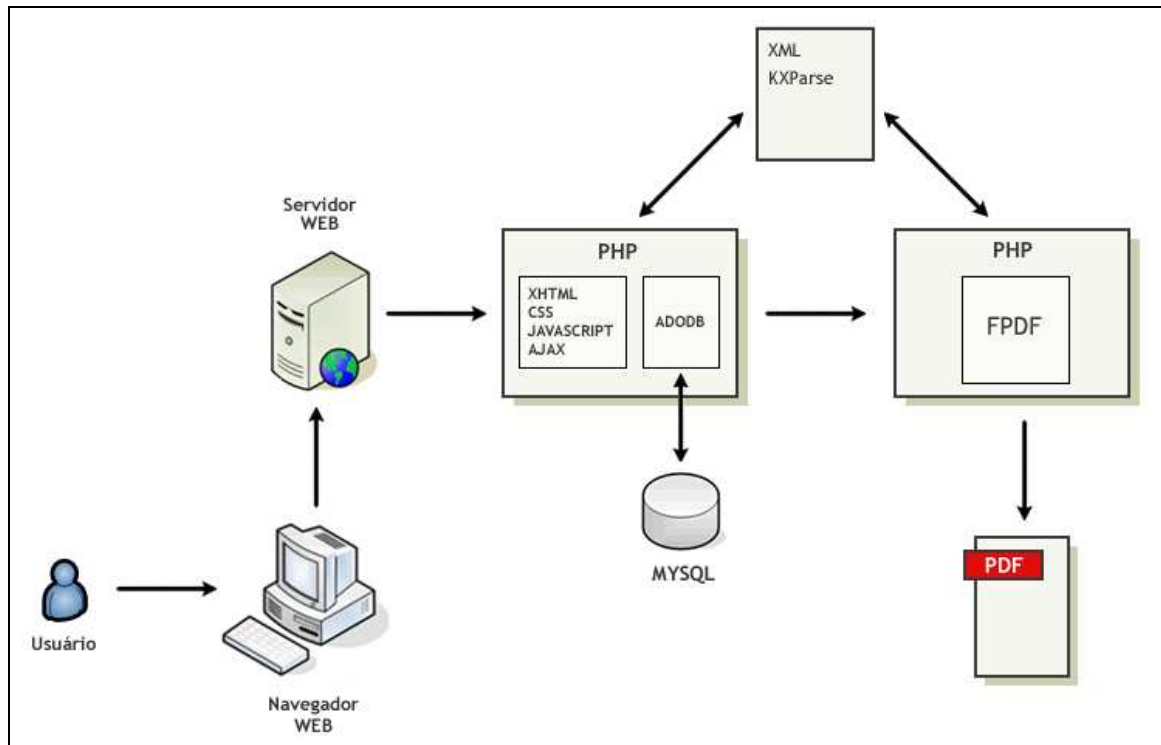 XML
KXParse
Servidor
WEB
PHP
XHTML
CSS
JAVASCRIPT
AJAX
ADODB
PHP
FPDF
MYSQL
PDF
Usuário
Navegador
WEB